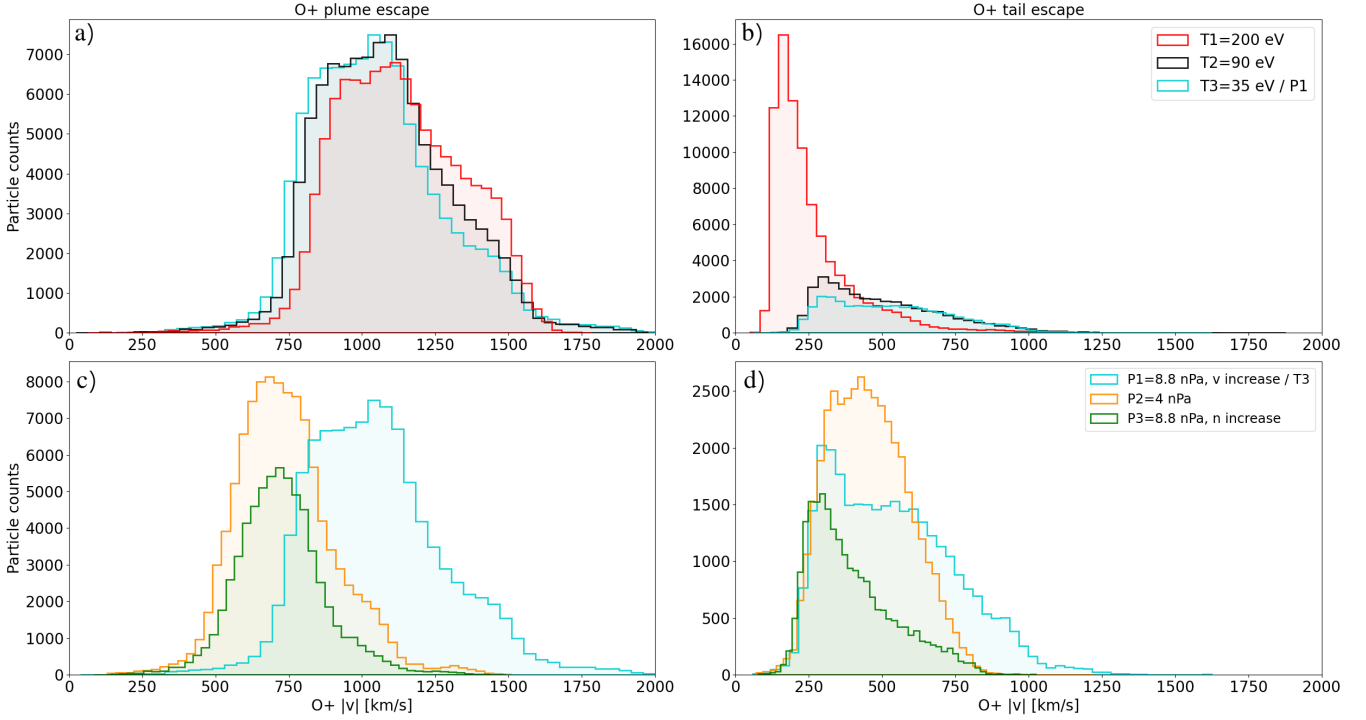 O+ plume escape
O+ tail escape
a)
b)
T1=200 eV
T2=90 eV
T3=35 eV / P1
Particle counts
7000
6000
5000
4000
3000
2000
1000
0
16000
14000
12000
10000
8000
6000
4000
2000
0
0 250 500 750 1000 1250 1500 1750 2000
0 250 500 750 1000 1250 1500 1750 2000
c)
d)
P1=8.8 nPa, v increase / T3
P2=4 nPa
P3=8.8 nPa, n increase
Particle counts
8000
7000
6000
5000
4000
3000
2000
1000
0
2500
2000
1500
1000
500
0
0 250 500 750 1000 1250 1500 1750 2000
0 250 500 750 1000 1250 1500 1750 2000
O+ |v| [km/s]
O+ |v| [km/s]